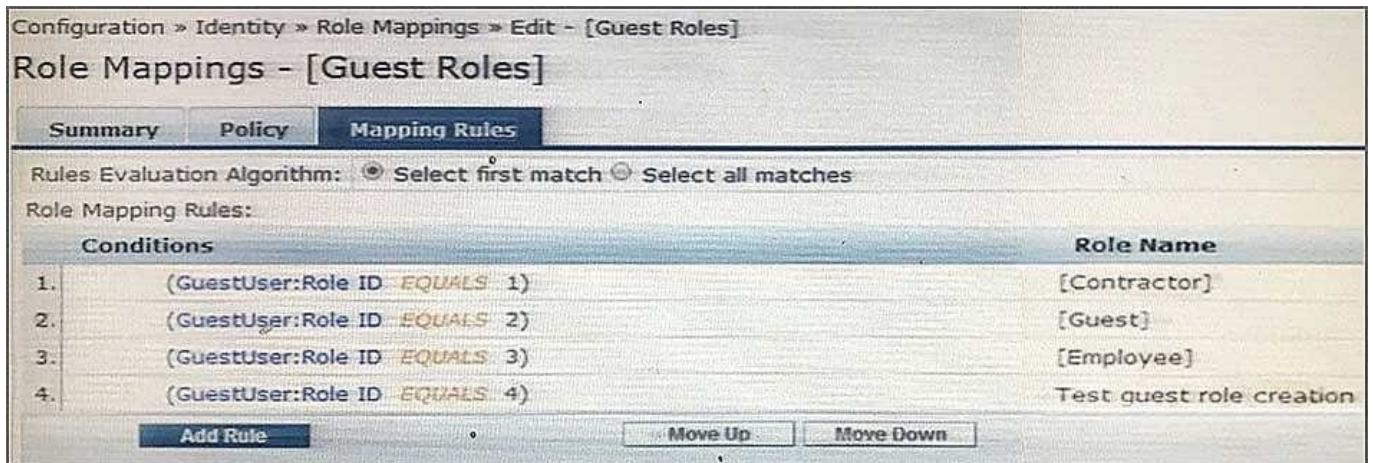 Configuration » Identity » Role Mappings » Edit - [Guest Roles]
Role Mappings - [Guest Roles]
Summary Policy Mapping Rules
Rules Evaluation Algorithm: Select first match Select all matches
Role Mapping Rules:
Conditions Role Name
1. (GuestUser:Role ID EQUALS 1) [Contractor]
2. (GuestUser:Role ID EQUALS 2) [Guest]
3. (GuestUser:Role ID EQUALS 3) [Employee]
4. (GuestUser:Role ID EQUALS 4) Test guest role creation
Add Rule Move Up Move Down